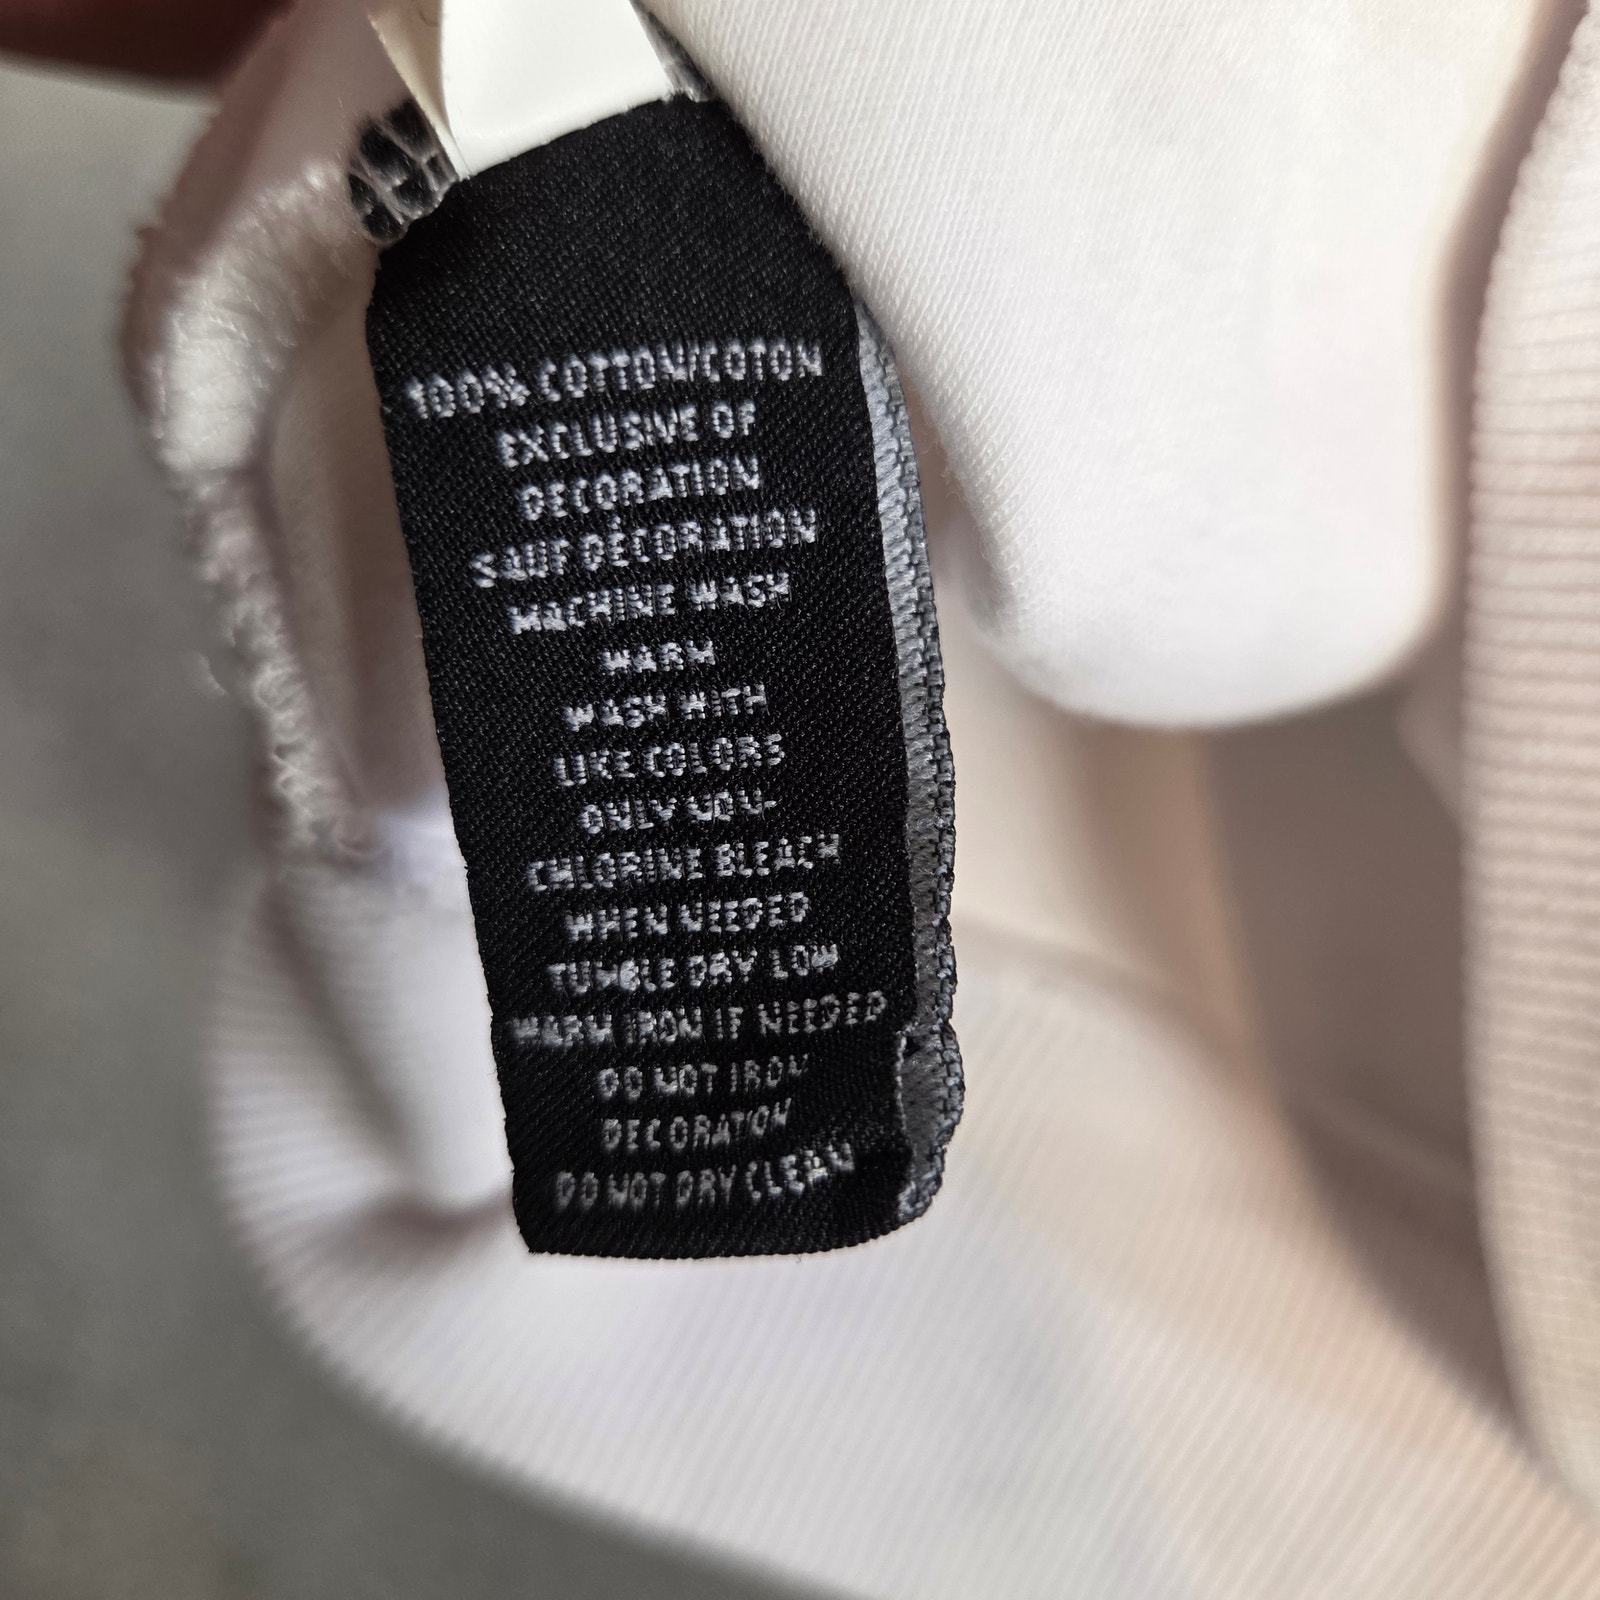 100% COTTON/COTON
EXCLUSIVE OF
DECORATION
SAUF DÉCORATION
MACHINE WASH
WARM
WASH WITH
LIKE COLORS
ONLY NON-
CHLORINE BLEACH
WHEN NEEDED
TUMBLE DRY LOW
WARM IRON IF NEEDED
DO NOT IRON
DECORATION
DO NOT DRY CLEAN